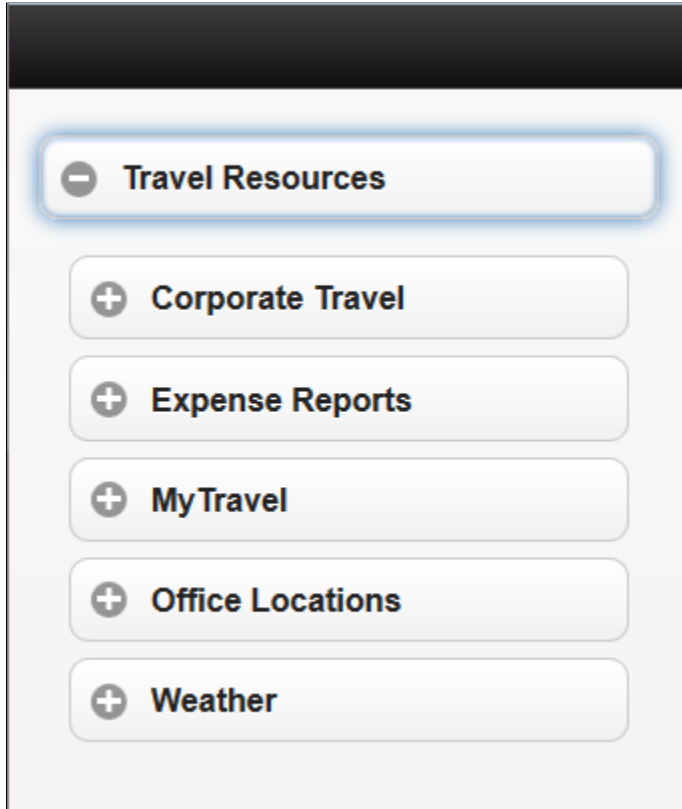 Travel Resources
Corporate Travel
Expense Reports
MyTravel
Office Locations
Weather